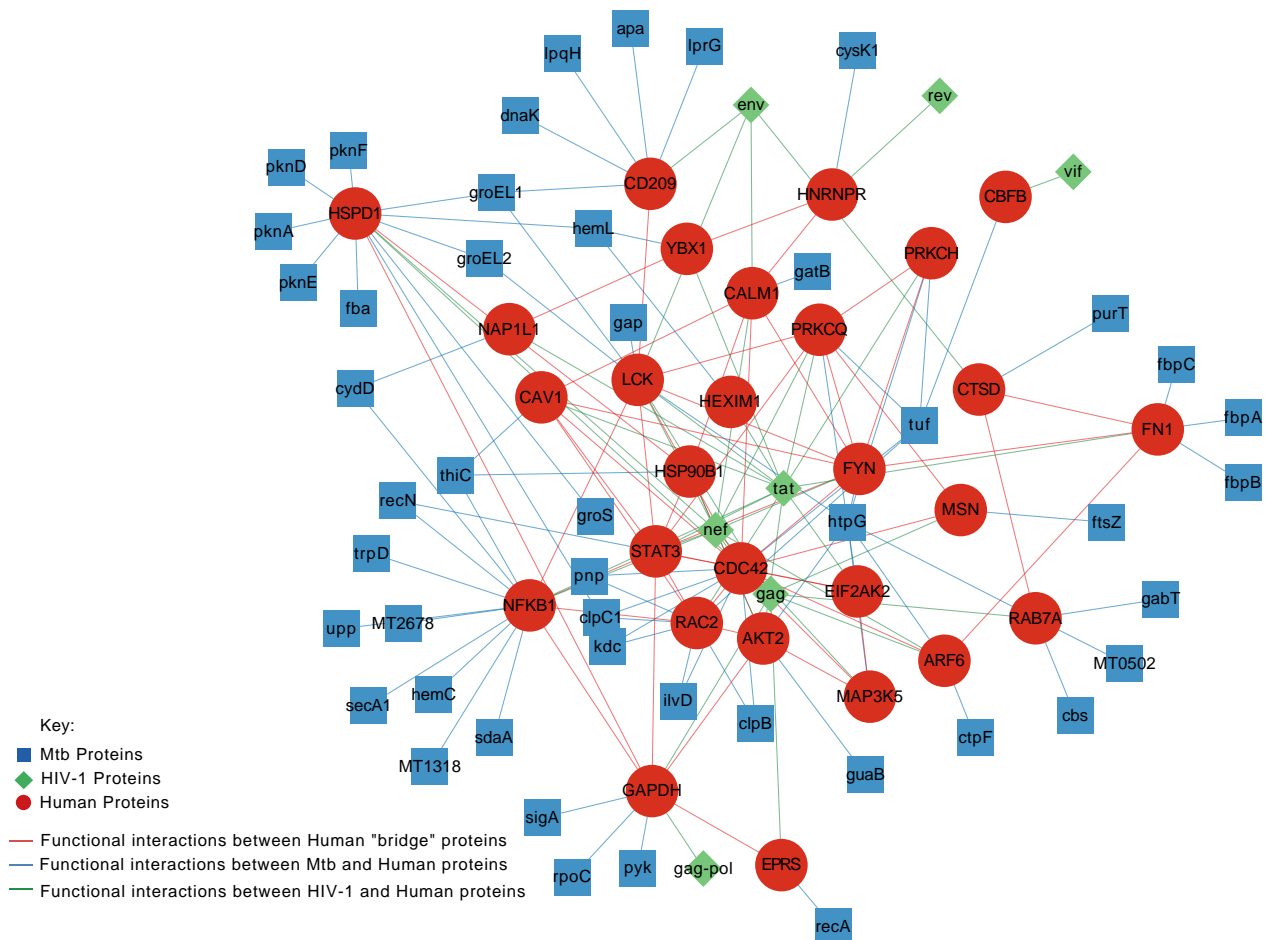 apa
lpqH
lprG
cysK1
env
rev
dnaK
pknF
pknD
vif
CD209
groEL1
HNRNPR
CBFB
HSPD1
pknA
hemL
YBX1
PRKCH
groEL2
gatB
pknE
CALM1
fba
purT
gap
NAP1L1
PRKCQ
fbpC
cydD
LCK
CAV1
HEXIM1
CTSD
fbpA
tuf
FN1
thiC
HSP90B1
FYN
fbpB
tat
recN
groS
nef
htpG
MSN
ftsZ
trpD
STAT3
pnp
CDC42
EIF2AK2
gag
gabT
NFKB1
upp
MT2678
clpC1
RAC2
RAB7A
kdc
AKT2
ARF6
MT0502
secA1
hemC
ilvD
MAP3K5
cbs
clpB
sdaA
ctpF
Key:
Mtb Proteins
MT1318
guaB
HIV-1 Proteins
GAPDH
Human Proteins
sigA
Functional interactions between Human "bridge" proteins
Functional interactions between Mtb and Human proteins
EPRS
pyk
gag-pol
rpoC
Functional interactions between HIV-1 and Human proteins
recA